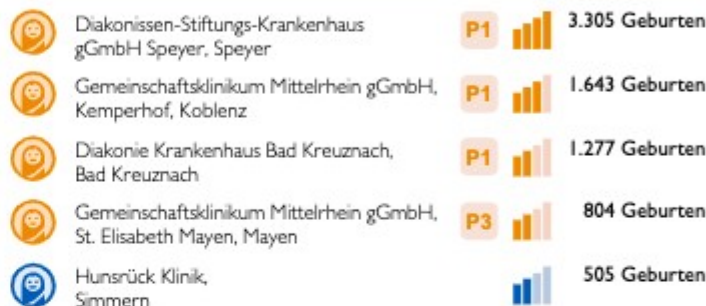 Diakonissen-Stiftungs-Krankenhaus
gGmbH Speyer, Speyer
P1
3.305 Geburten
Gemeinschaftsklinikum Mittelrhein gGmbH,
Kemperhof, Koblenz
P1
1.643 Geburten
Diakonie Krankenhaus Bad Kreuznach,
Bad Kreuznach
P1
1.277 Geburten
Gemeinschaftsklinikum Mittelrhein gGmbH,
St. Elisabeth Mayen, Mayen
P3
804 Geburten
Hunsrück Klinik,
Simmern
505 Geburten